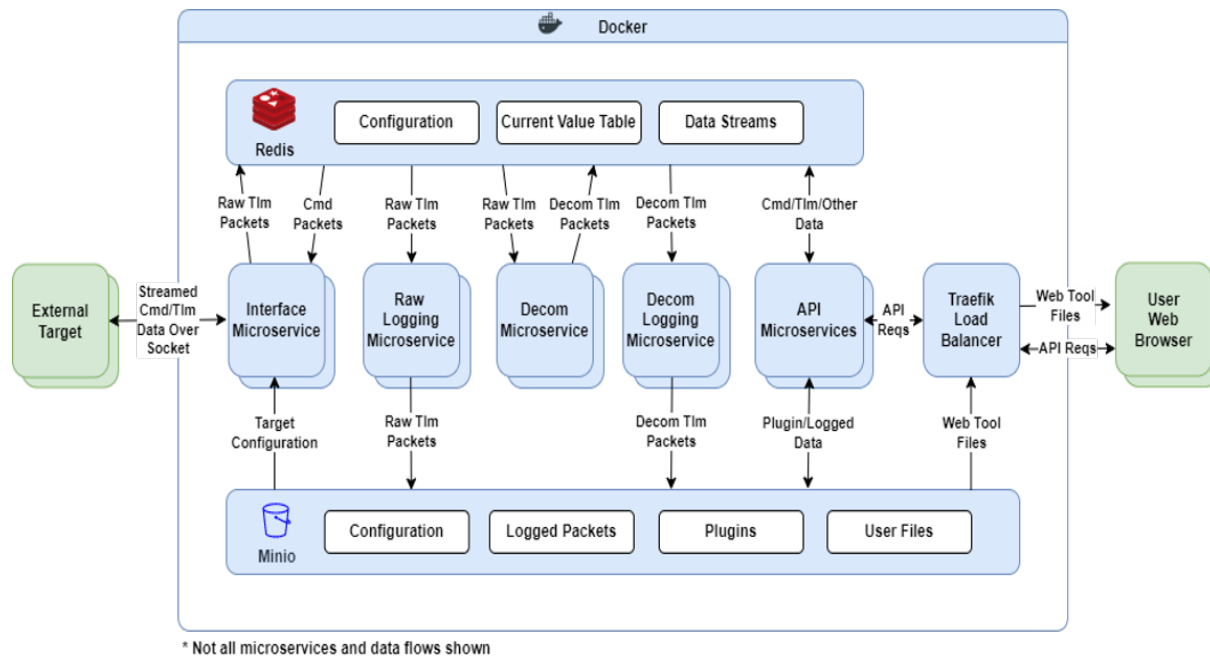 Docker
Redis
Configuration
Current Value Table
Data Streams
Raw Tlm
Packets
Cmd
Packets
Raw Tlm
Packets
Raw Tlm
Packets
Decom Tlm
Packets
Decom Tlm
Packets
Cmd/Tlm/Other
Data
External
Target
Streamed
Cmd/Tlm
Data Over
Socket
Interface
Microservice
Raw
Logging
Microservice
Decom
Microservice
Decom
Logging
Microservice
API
Microservices
API
Reqs
Traefik
Load
Balancer
Web Tool
Files
API Reqs
User
Web
Browser
Target
Configuration
Raw Tlm
Packets
Decom Tlm
Packets
Plugin/Logged
Data
Web Tool
Files
Minio
Configuration
Logged Packets
Plugins
User Files
* Not all microservices and data flows shown